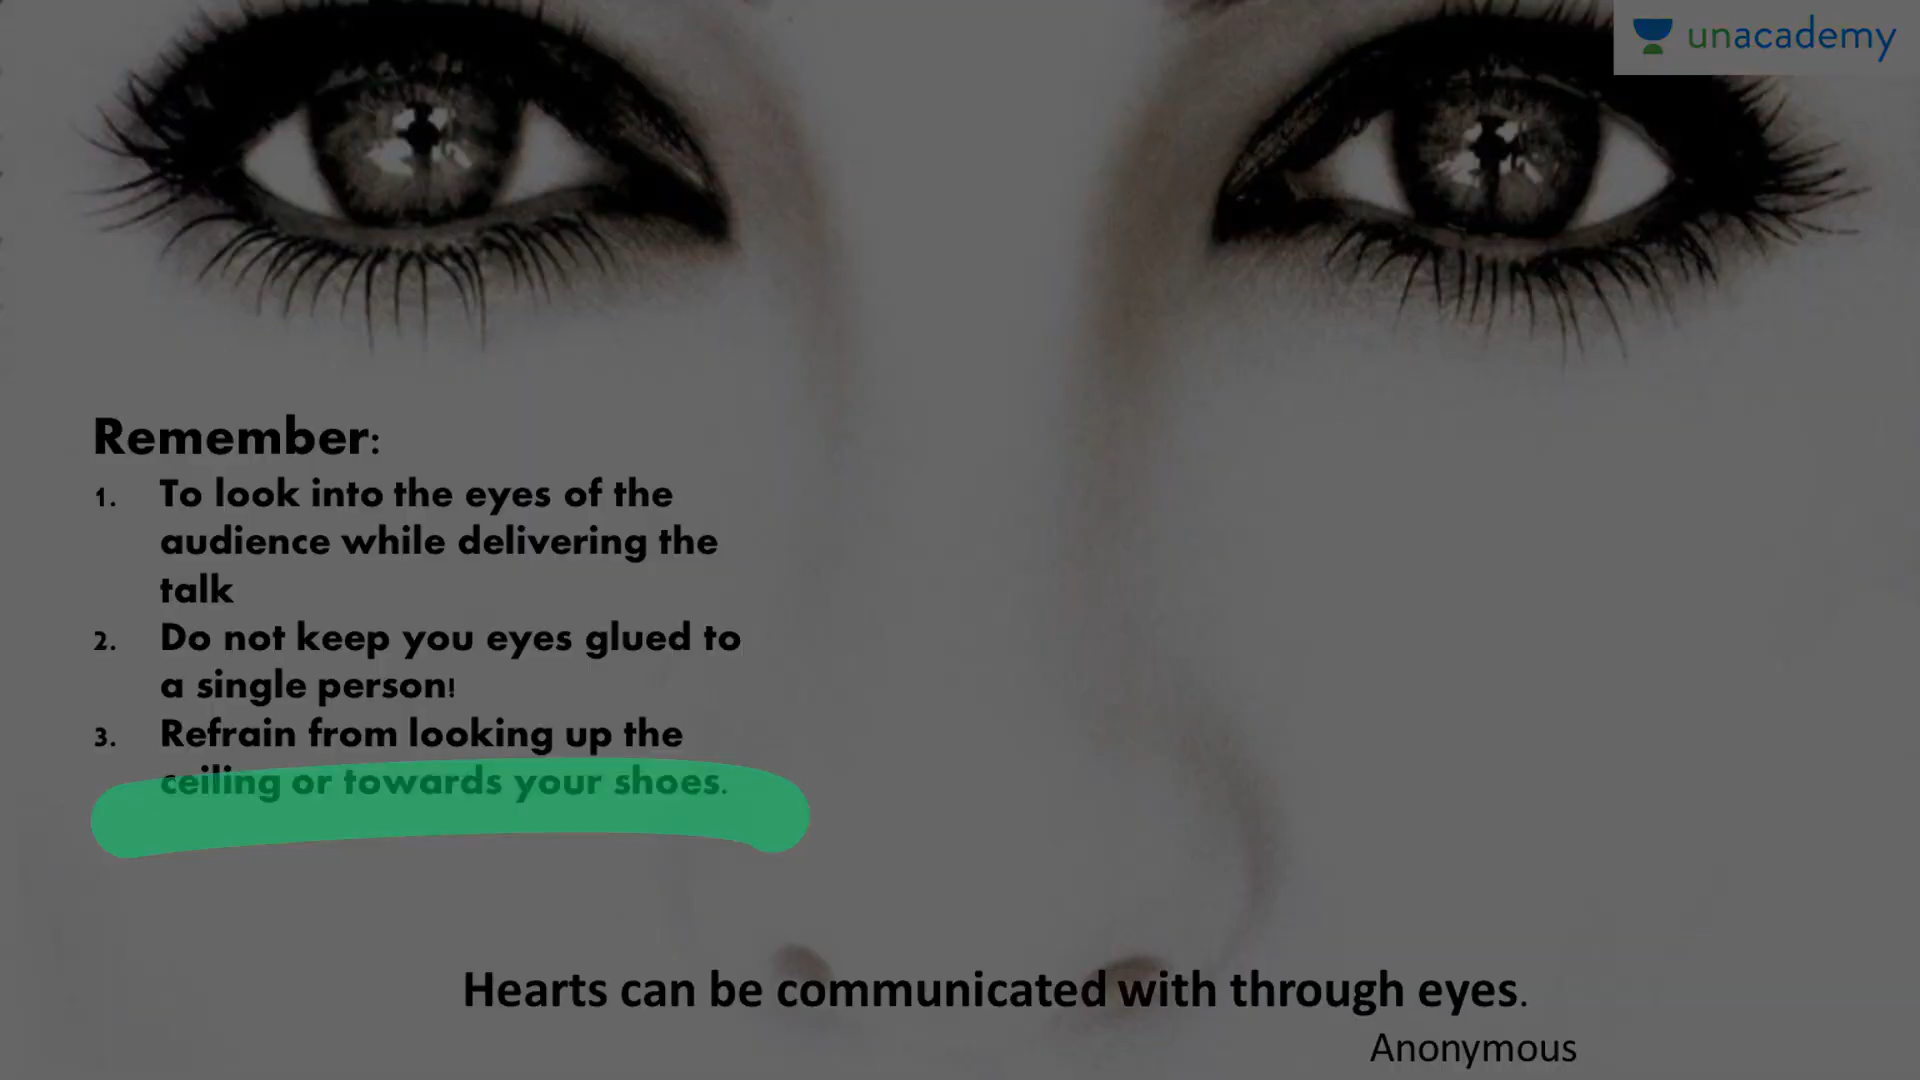 unacademy
Remember:
1. To look into the eyes of the
audience while delivering the
talk
2. Do not keep you eyes glued to
a single person!
3. Refrain from looking up the
ceiling or towards your shoes.
Hearts can be communicated with through eyes.
Anonymous